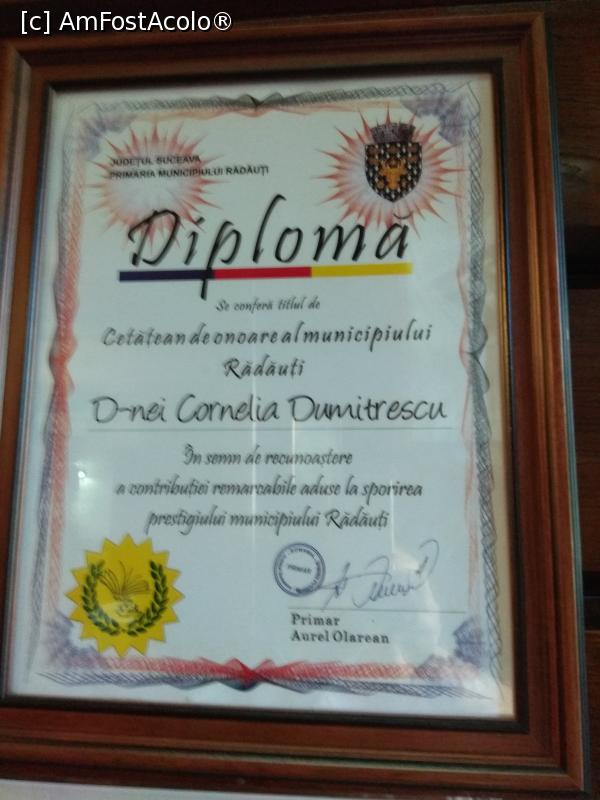 [c] AmFostAcolo®
JUDEȚUL SUCEAVA
PRIMĂRIA MUNICIPIULUI RĂDĂUȚI
Diplomă
Se conferă titlul de
Cetățean de onoare al municipiului
Rădăuți
D-nei Cornelia Dumitrescu
În semn de recunoaștere
a contribuției remarcabile aduse la sporirea
prestigiului municipiului Rădăuți
Primar
Aurel Olarean